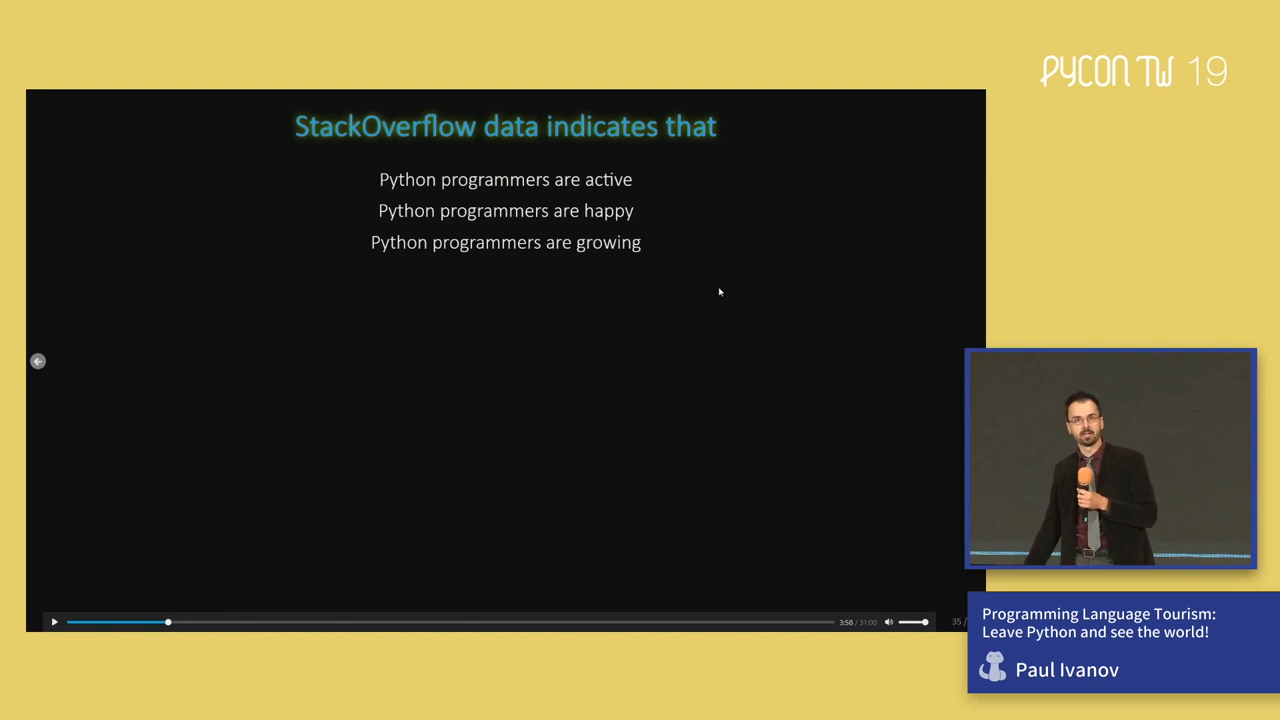 PYCON TW 19
StackOverflow data indicates that
Python programmers are active
Python programmers are happy
Python programmers are growing
3:58 / 31:00
35 /
Programming Language Tourism:
Leave Python and see the world!
Paul Ivanov